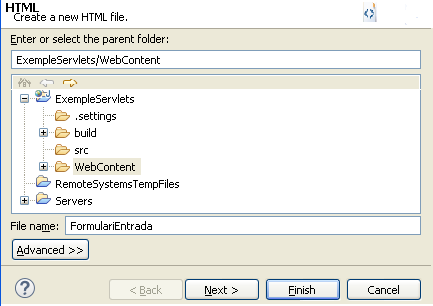 HTML
Create a new HTML file.
Enter or select the parent folder:
ExempleServlets/WebContent
ExempleServlets
.settings
build
src
WebContent
RemoteSystemsTempFiles
Servers
File name: FormulariEntrada
Advanced >>
? < Back Next > Finish Cancel